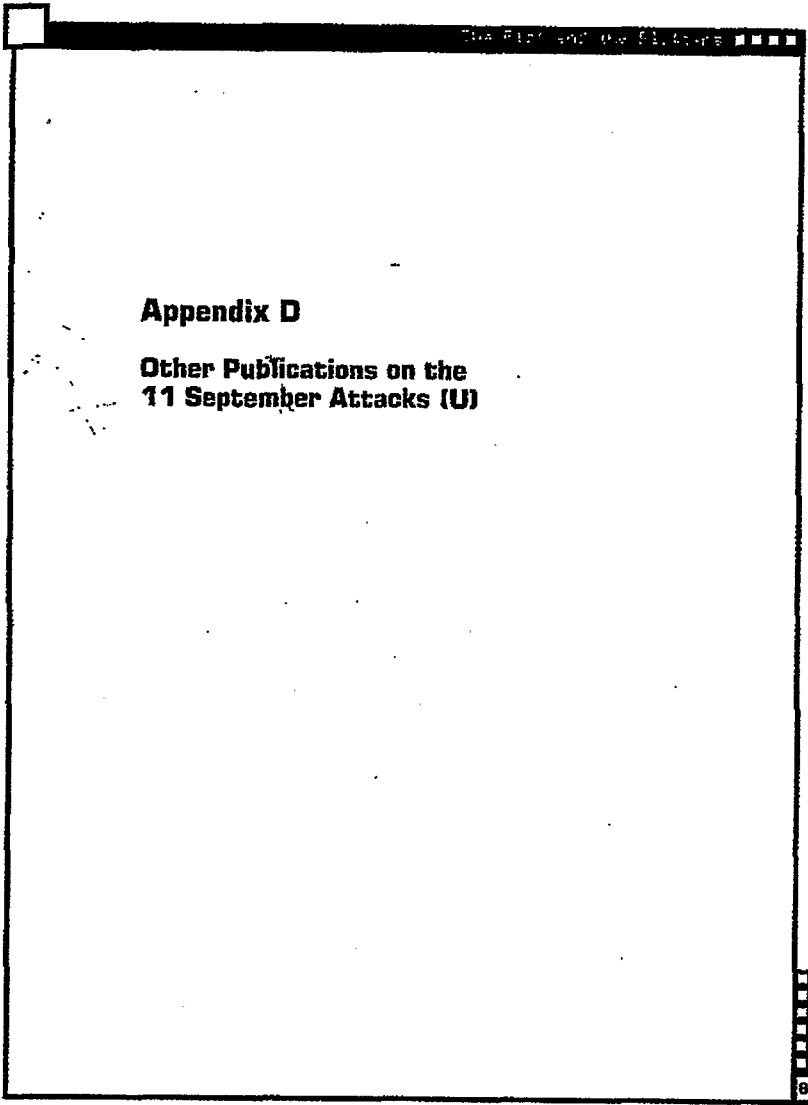 Appendix D
Other Publications on the
11 September Attacks (U)